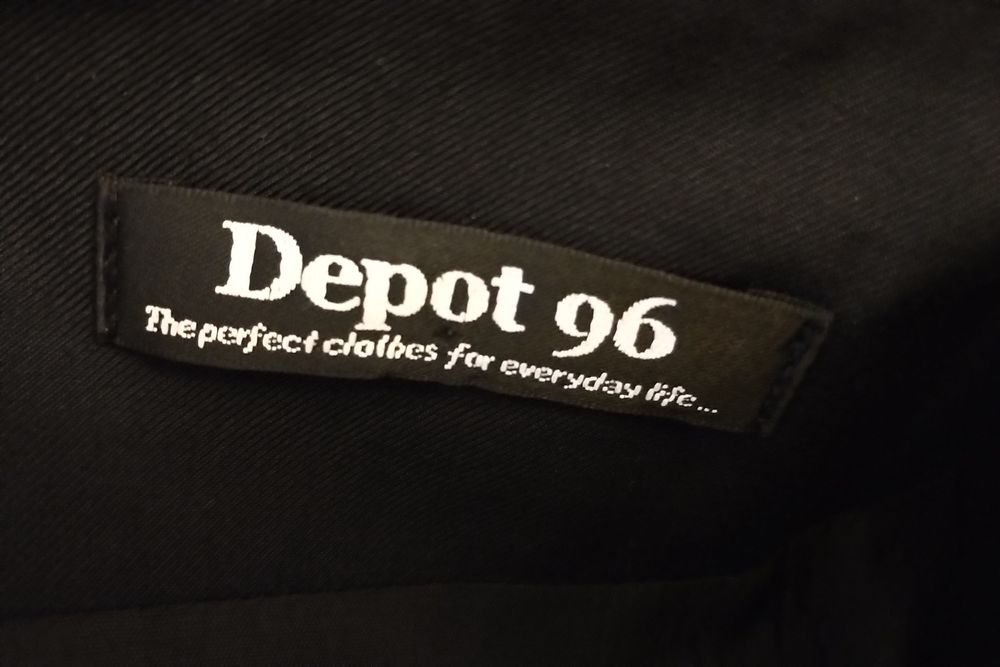 Depot 96
The perfect clothes for everyday life...